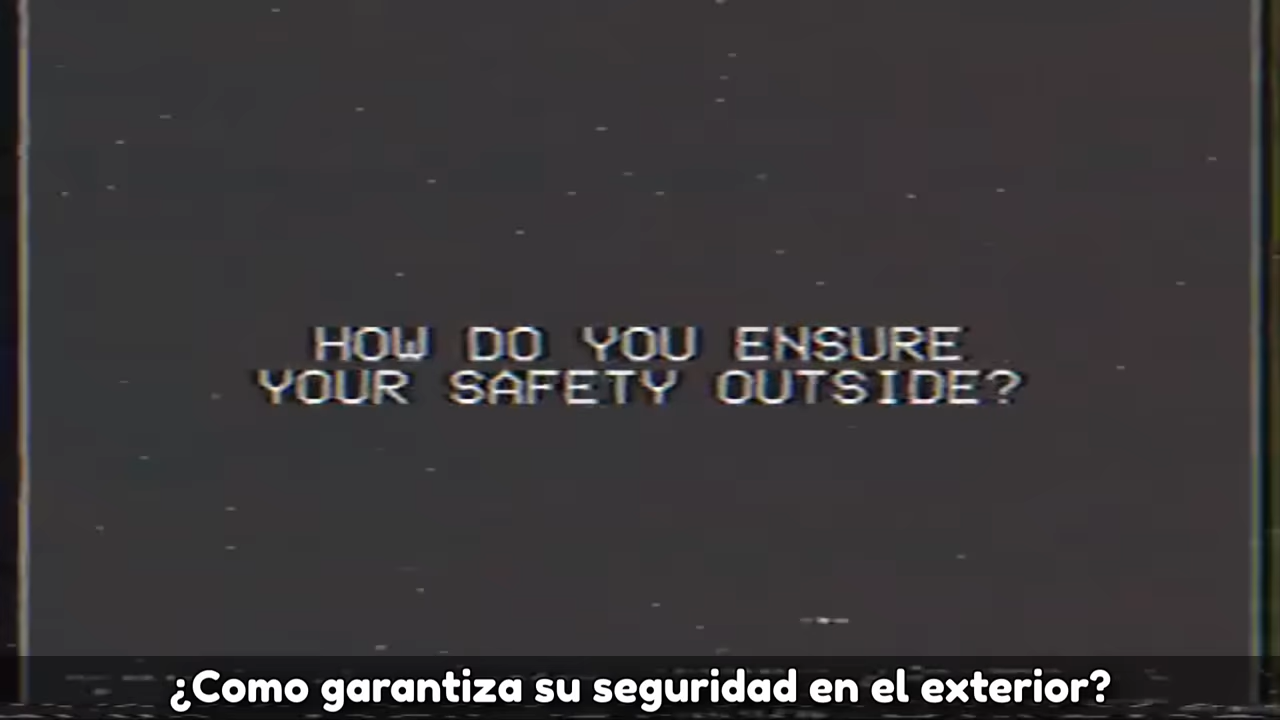 HOW DO YOU ENSURE
YOUR SAFETY OUTSIDE?
¿Como garantiza su seguridad en el exterior?